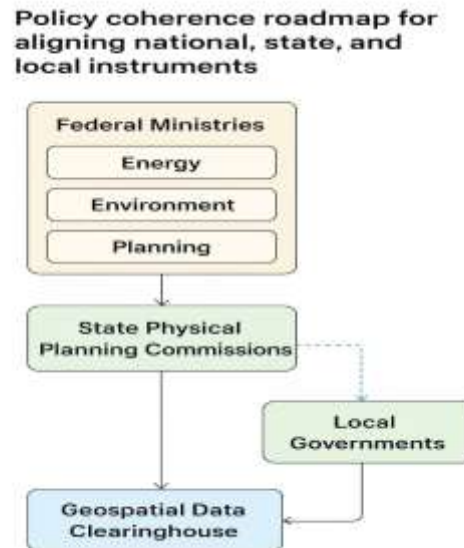 Policy coherence roadmap for
aligning national, state, and
local instruments
Federal Ministries
Energy
Environment
Planning
State Physical
Planning Commissions
Local
Governments
Geospatial Data
Clearinghouse